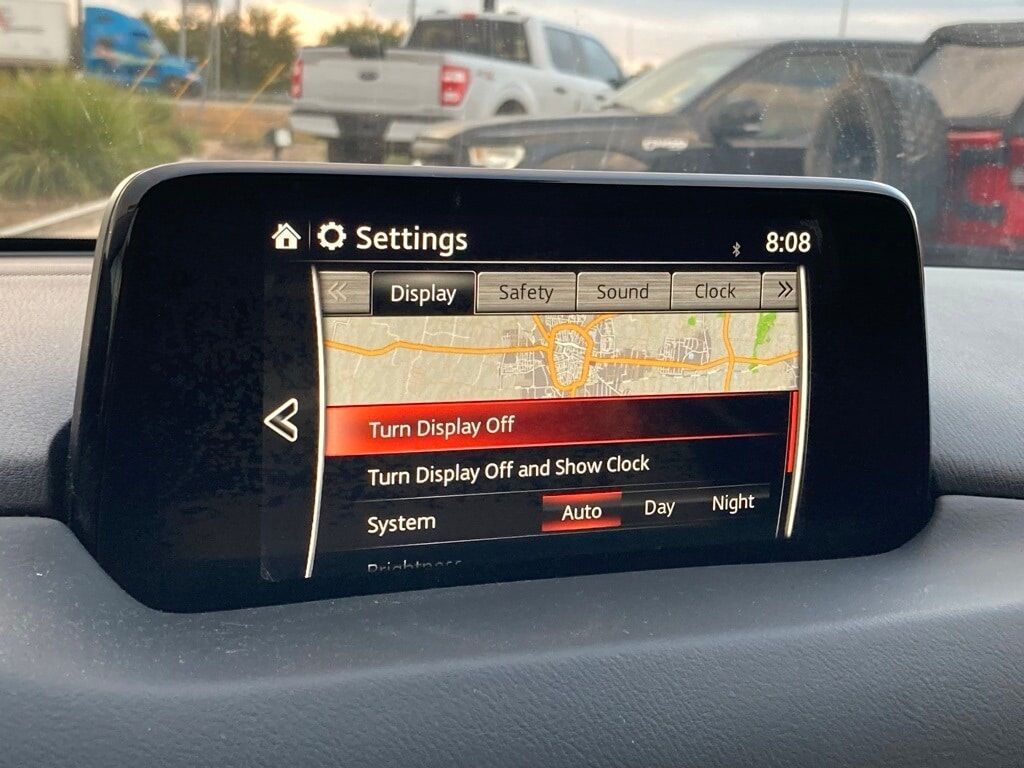 Settings
8:08
Display Safety Sound Clock
Turn Display Off
Turn Display Off and Show Clock
System Auto Day Night
Brightness